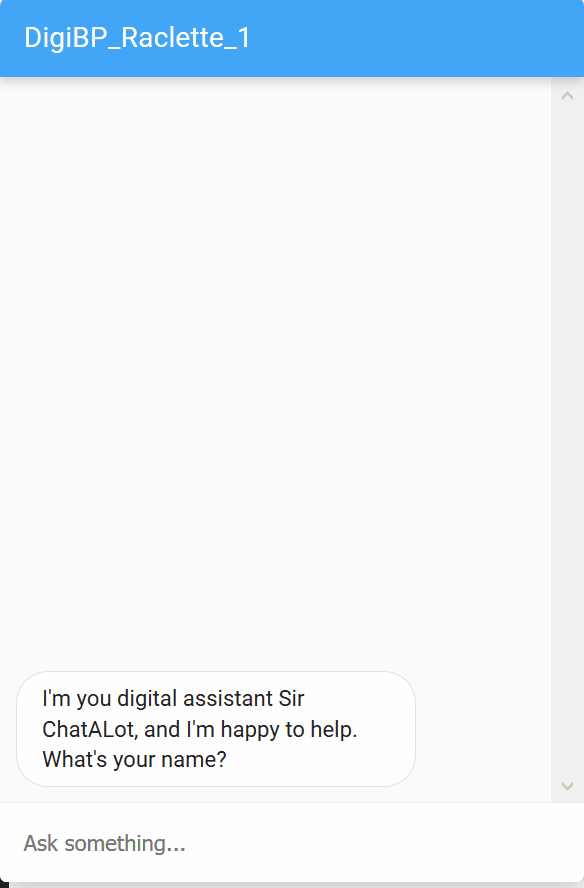 DigiBP_Raclette_1
I'm you digital assistant Sir
ChatALot, and I'm happy to help.
What's your name?
Ask something...